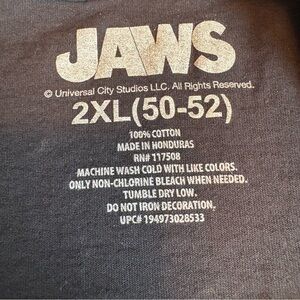 JAWS
© Universal City Studios LLC. All Rights Reserved.
2XL(50-52)
100% COTTON
MADE IN HONDURAS
RN# 117508
MACHINE WASH COLD WITH LIKE COLORS.
ONLY NON-CHLORINE BLEACH WHEN NEEDED.
TUMBLE DRY LOW.
DO NOT IRON DECORATION.
UPC# 194973028533